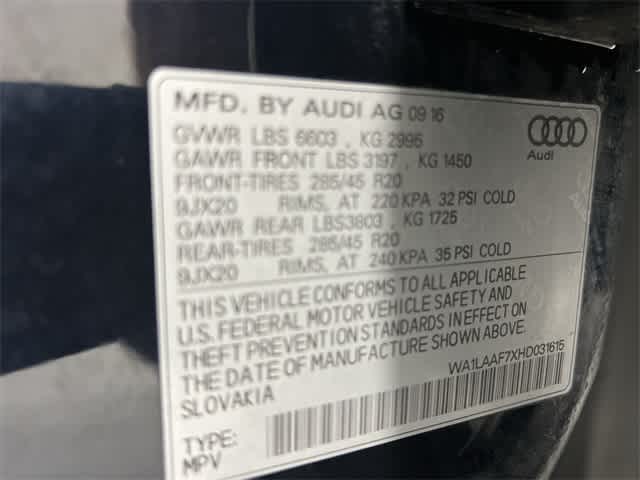 MFD. BY AUDI AG 09 16
GVWR LBS 6603 , KG 2995
GAWR FRONT LBS 3197, KG 1450
FRONT-TIRES 285/45 R20
9JX20 RIMS, AT 220 KPA 32 PSI COLD
GAWR REAR LBS3803 , KG 1725
REAR-TIRES 285/45 R20
9JX20 RIMS, AT 240 KPA 35 PSI COLD
Audi
THIS VEHICLE CONFORMS TO ALL APPLICABLE
U.S. FEDERAL MOTOR VEHICLE SAFETY AND
THEFT PREVENTION STANDARDS IN EFFECT ON
THE DATE OF MANUFACTURE SHOWN ABOVE.
SLOVAKIA
WA1LAAF7XHD031615
TYPE:
MPV